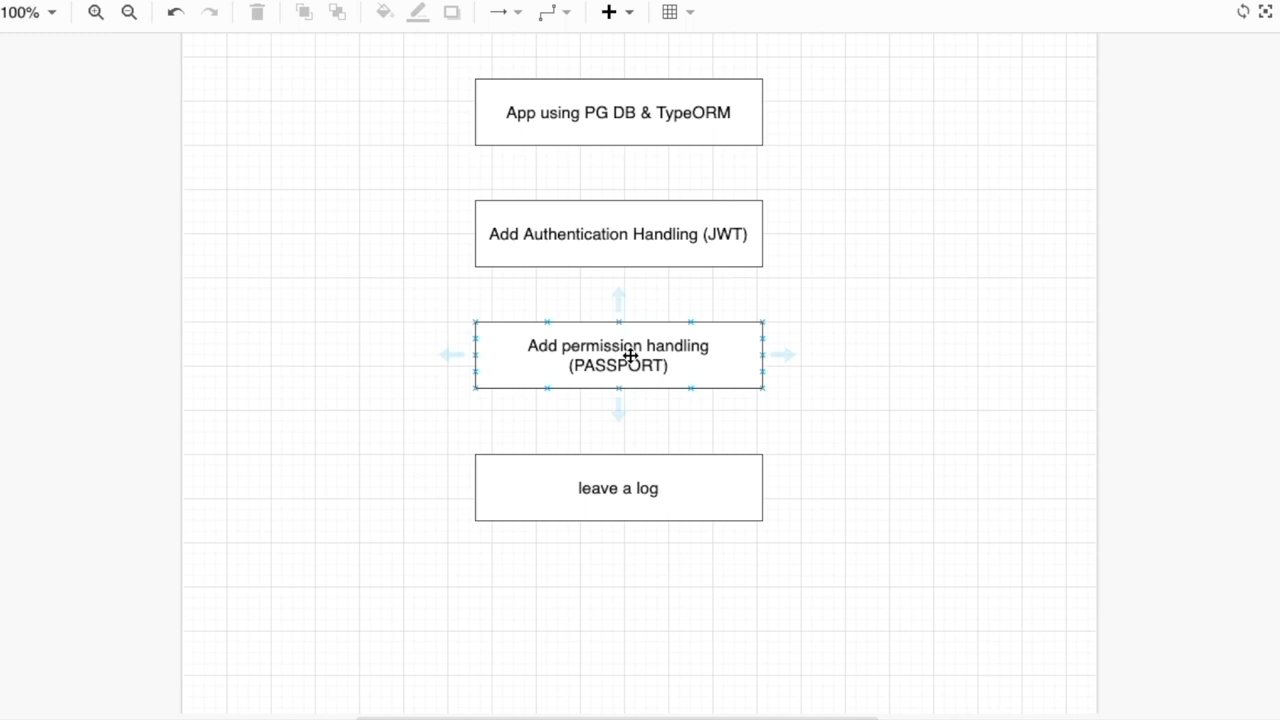 100%
App using PG DB & TypeORM
Add Authentication Handling (JWT)
Add permission handling
(PASSPORT)
leave a log